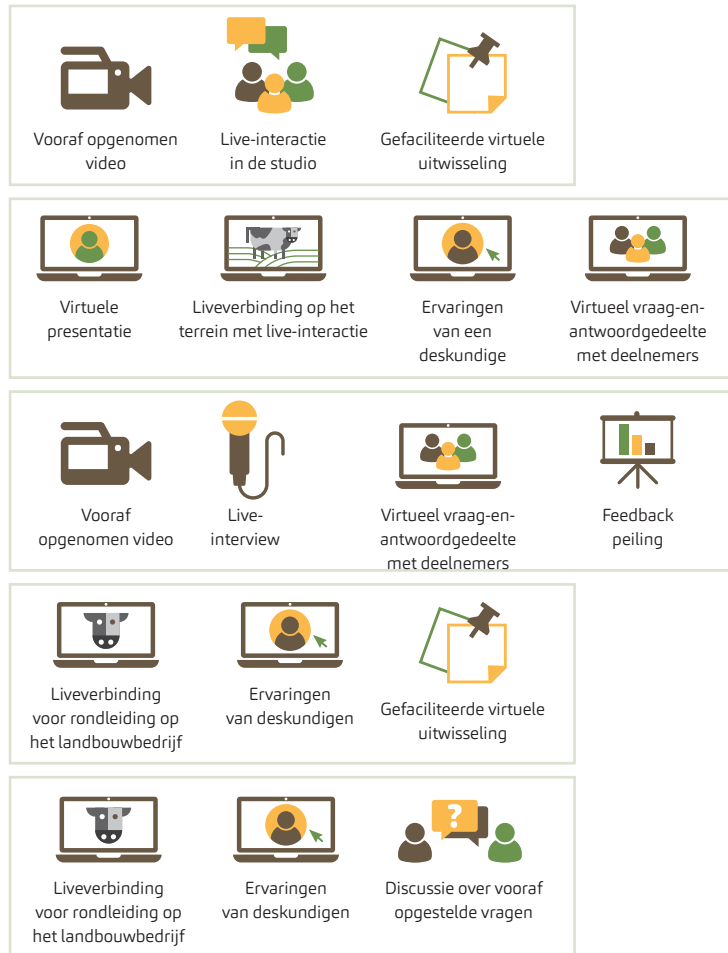 Vooraf opgenomen
video
Live-interactie
in de studio
Gefaciliteerde virtuele
uitwisseling
Virtuele
presentatie
Liveverbinding op het
terrein met live-interactie
Ervaringen
van een
deskundige
Virtueel vraag-en-
antwoordgedeelte
met deelnemers
Vooraf
opgenomen video
Live-
interview
Virtueel vraag-en-
antwoordgedeelte
met deelnemers
Feedback
peiling
Liveverbinding
voor rondleiding op
het landbouwbedrijf
Ervaringen
van deskundigen
Gefaciliteerde virtuele
uitwisseling
?
Liveverbinding
voor rondleiding op
het landbouwbedrijf
Ervaringen
van deskundigen
Discussie over vooraf
opgestelde vragen